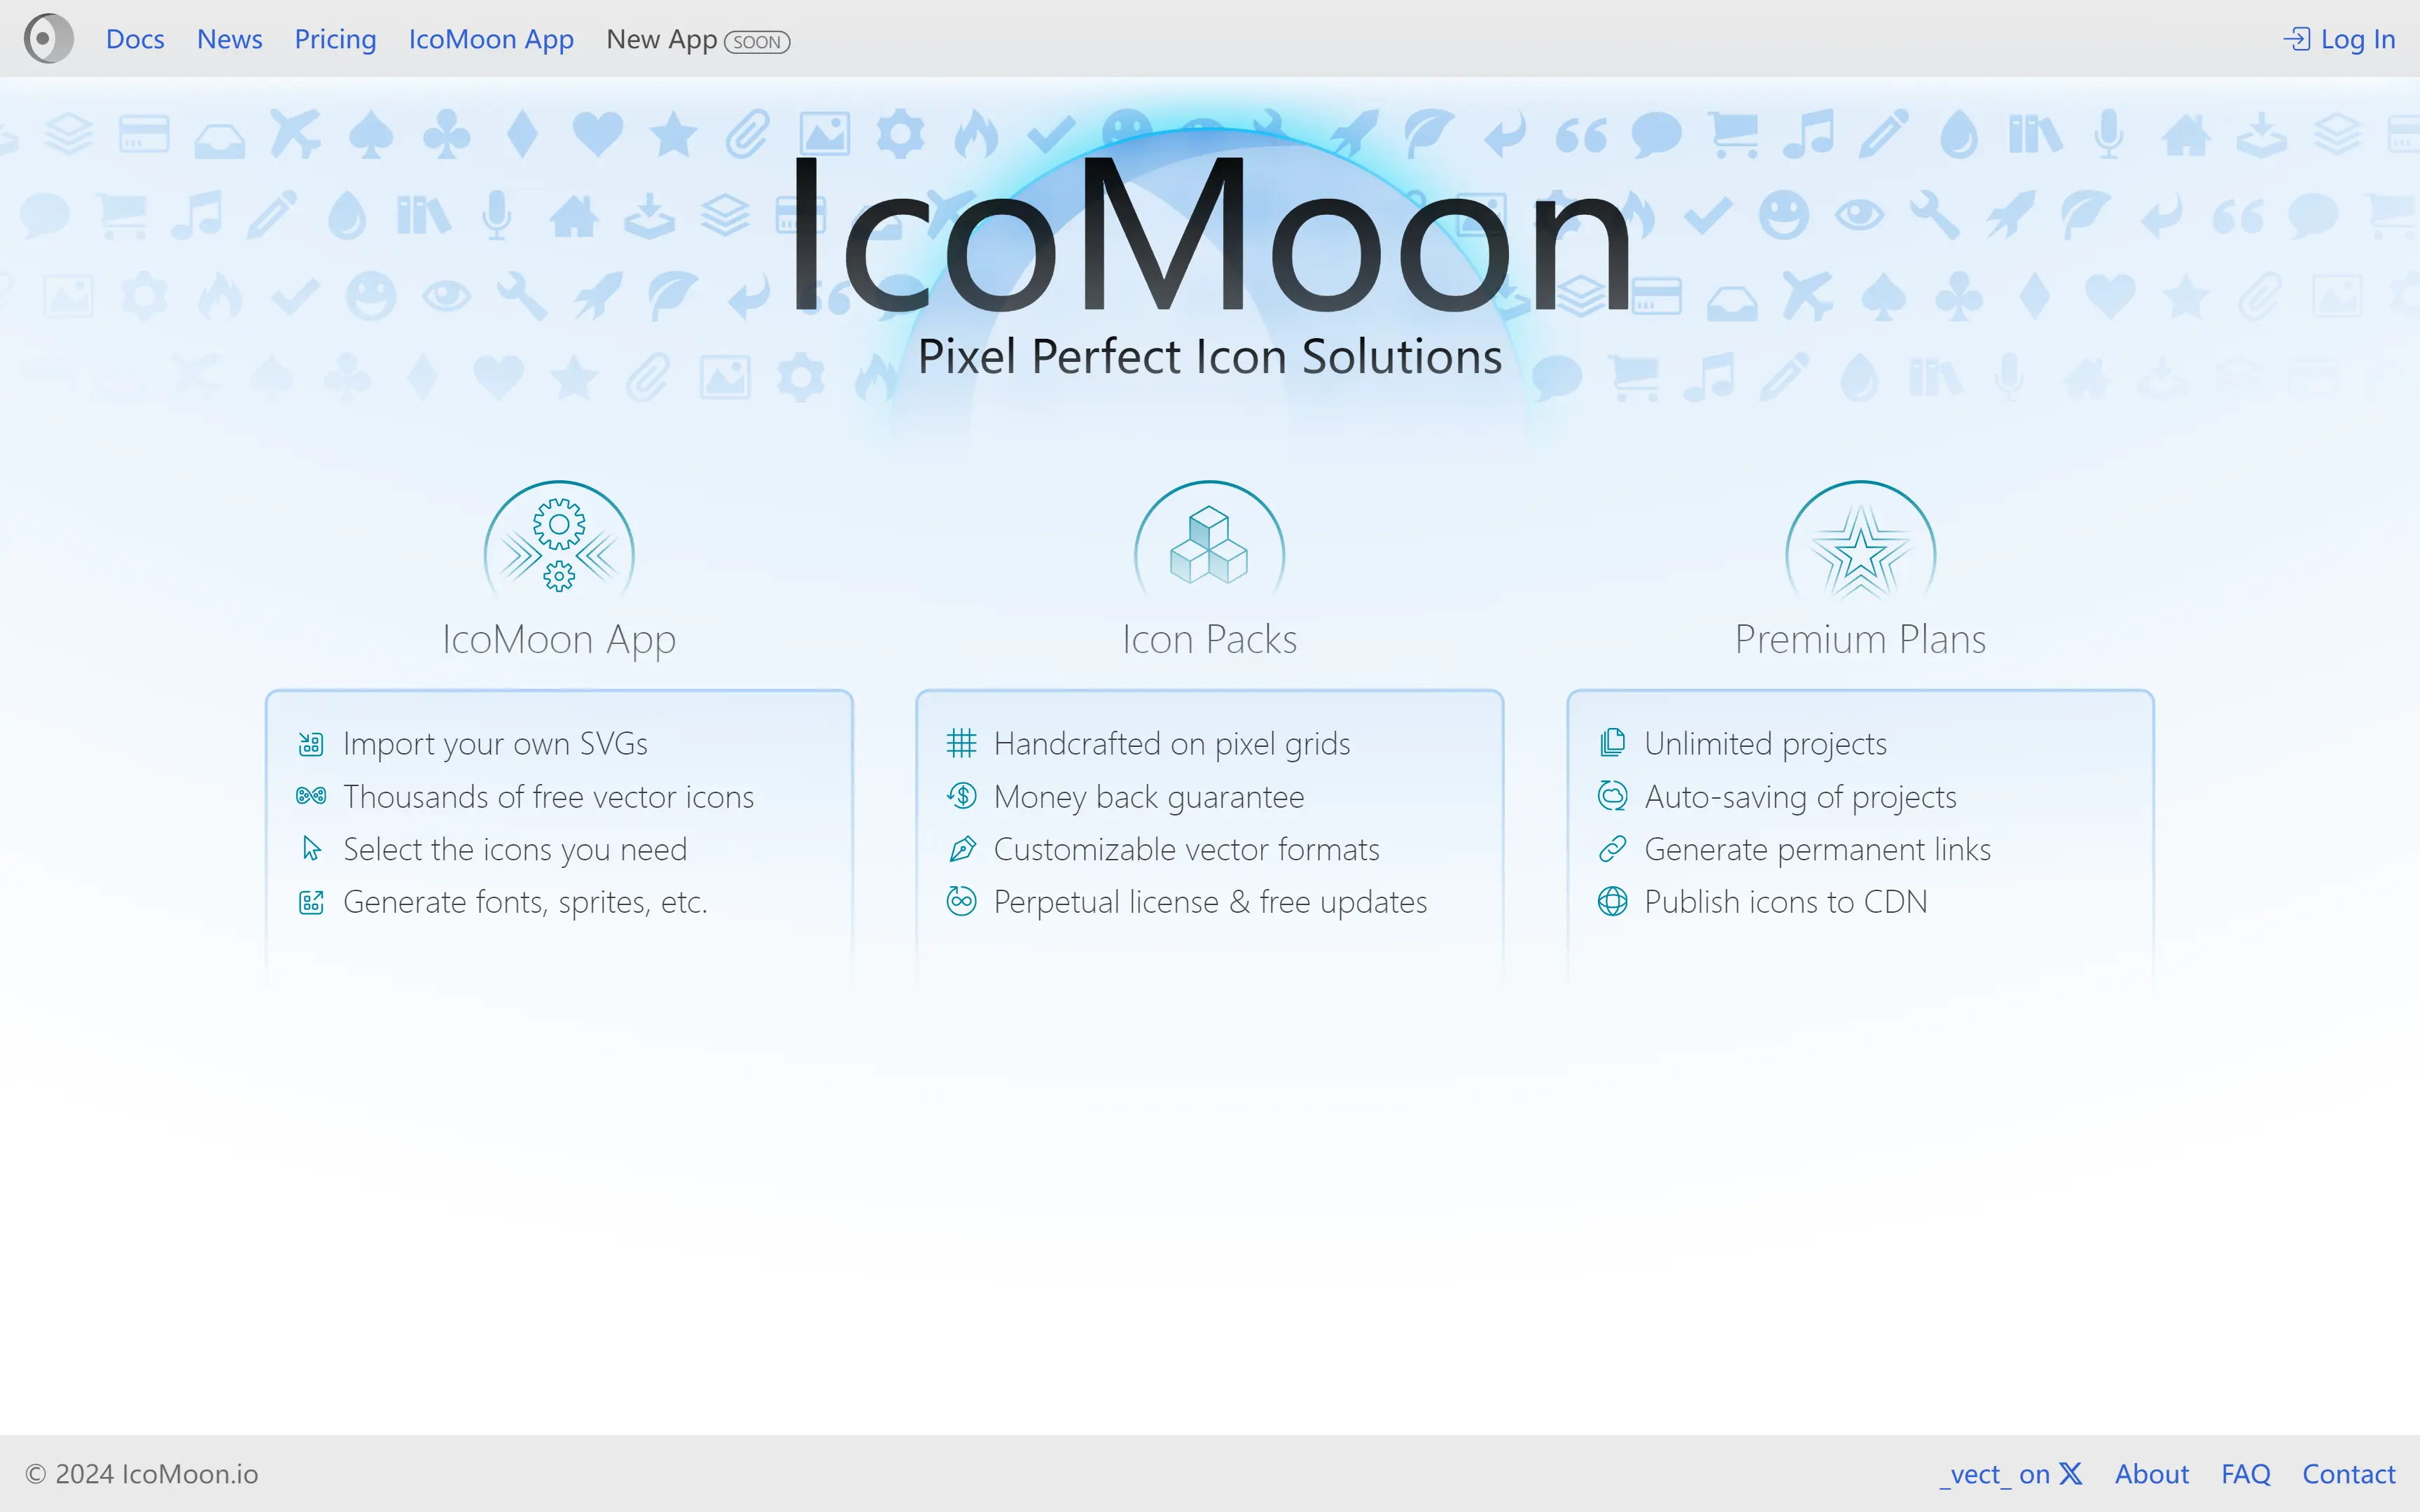 Docs News Pricing IcoMoon App New App SOON Log In
IcoMoon
Pixel Perfect Icon Solutions
IcoMoon App
Import your own SVGs
Thousands of free vector icons
Select the icons you need
Generate fonts, sprites, etc.
Icon Packs
Handcrafted on pixel grids
Money back guarantee
Customizable vector formats
Perpetual license & free updates
Premium Plans
Unlimited projects
Auto-saving of projects
Generate permanent links
Publish icons to CDN
© 2024 IcoMoon.io _vect_ on X About FAQ Contact